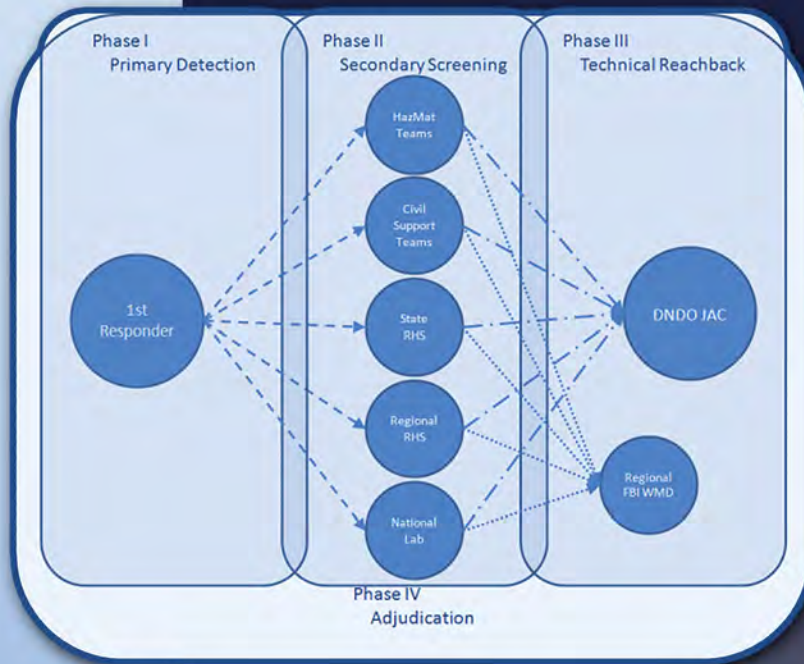 Phase I
Primary Detection
Phase II
Secondary Screening
Phase III
Technical Reachback
1st
Responder
HazMat
Teams
Civil
Support
Teams
State
RHS
Regional
RHS
National
Lab
DNDO JAC
Regional
FBI WMD
Phase IV
Adjudication